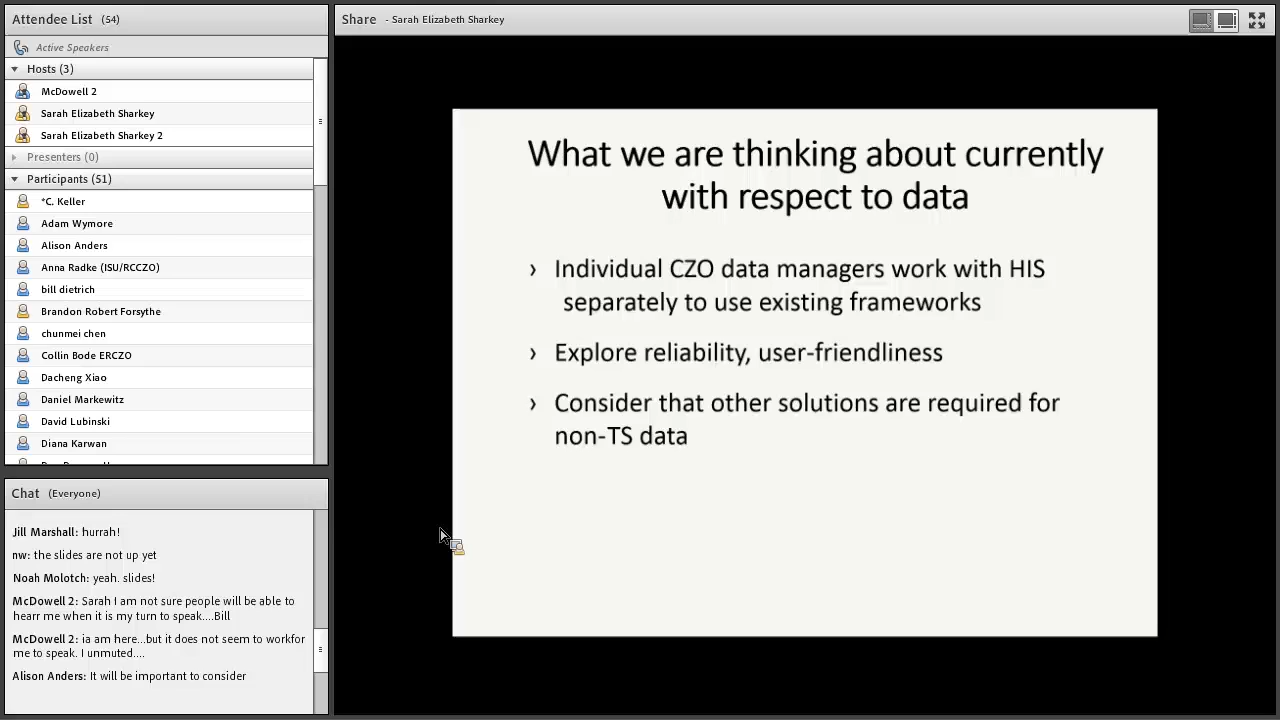 Attendee List (54)
Active Speakers
Hosts (3)
McDowell 2
Sarah Elizabeth Sharkey
Sarah Elizabeth Sharkey 2
Presenters (0)
Participants (51)
*C. Keller
Adam Wymore
Alison Anders
Anna Radke (ISU/RCCZO)
bill dietrich
Brandon Robert Forsythe
chunmei chen
Collin Bode ERCZO
Dacheng Xiao
Daniel Markewitz
David Lubinski
Diana Karwan
Chat (Everyone)
Jill Marshall: hurrah!
nw: the slides are not up yet
Noah Molotch: yeah. slides!
McDowell 2: Sarah I am not sure people will be able to
hearr me when it is my turn to speak....Bill
McDowell 2: ia am here...but it does not seem to workfor
me to speak. I unmuted....
Alison Anders: It will be important to consider
Share - Sarah Elizabeth Sharkey
What we are thinking about currently
with respect to data
› Individual CZO data managers work with HIS
separately to use existing frameworks
› Explore reliability, user-friendliness
› Consider that other solutions are required for
non-TS data